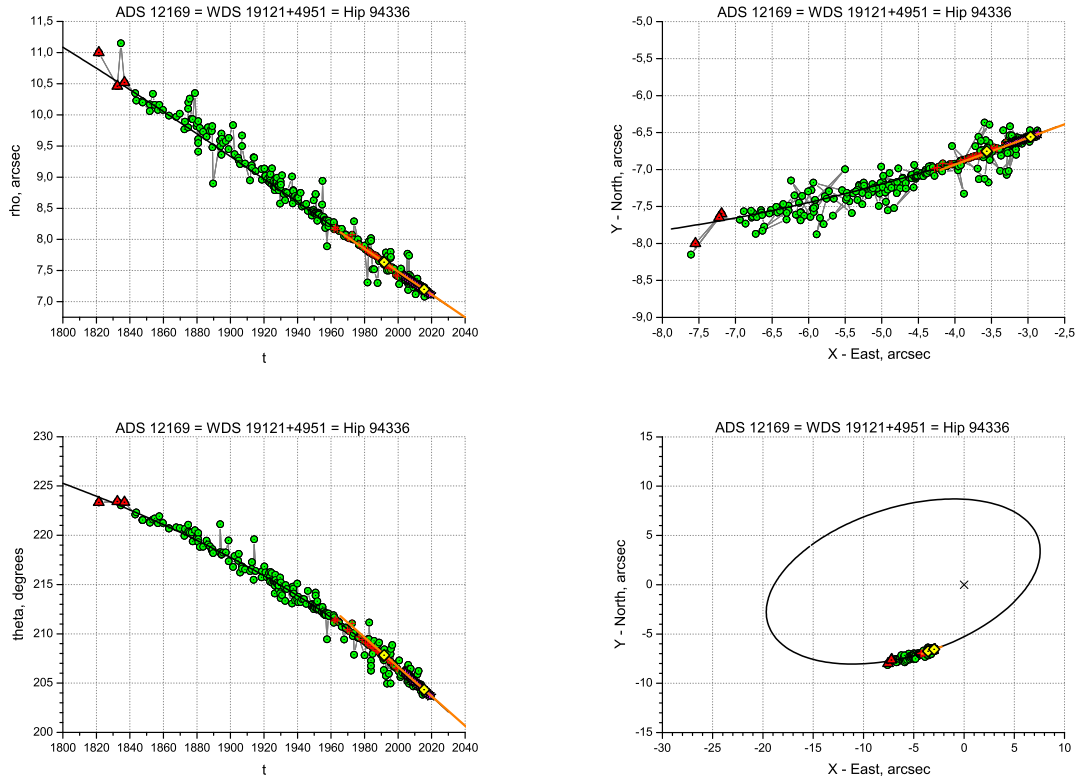 ADS 12169 = WDS 19121+4951 = Hip 94336
11,5
11,0
10,5
10,0
9,5
9,0
8,5
8,0
7,5
7,0
rho, arcsec
1800 1820 1840 1860 1880 1900 1920 1940 1960 1980 2000 2020 2040
t
ADS 12169 = WDS 19121+4951 = Hip 94336
-5,0
-5,5
-6,0
-6,5
-7,0
-7,5
-8,0
-8,5
-9,0
Y - North, arcsec
-8,0 -7,5 -7,0 -6,5 -6,0 -5,5 -5,0 -4,5 -4,0 -3,5 -3,0 -2,5
X - East, arcsec
ADS 12169 = WDS 19121+4951 = Hip 94336
230
225
220
215
210
205
200
theta, degrees
1800 1820 1840 1860 1880 1900 1920 1940 1960 1980 2000 2020 2040
t
ADS 12169 = WDS 19121+4951 = Hip 94336
15
10
5
0
-5
-10
-15
Y - North, arcsec
-30 -25 -20 -15 -10 -5 0 5 10
X - East, arcsec